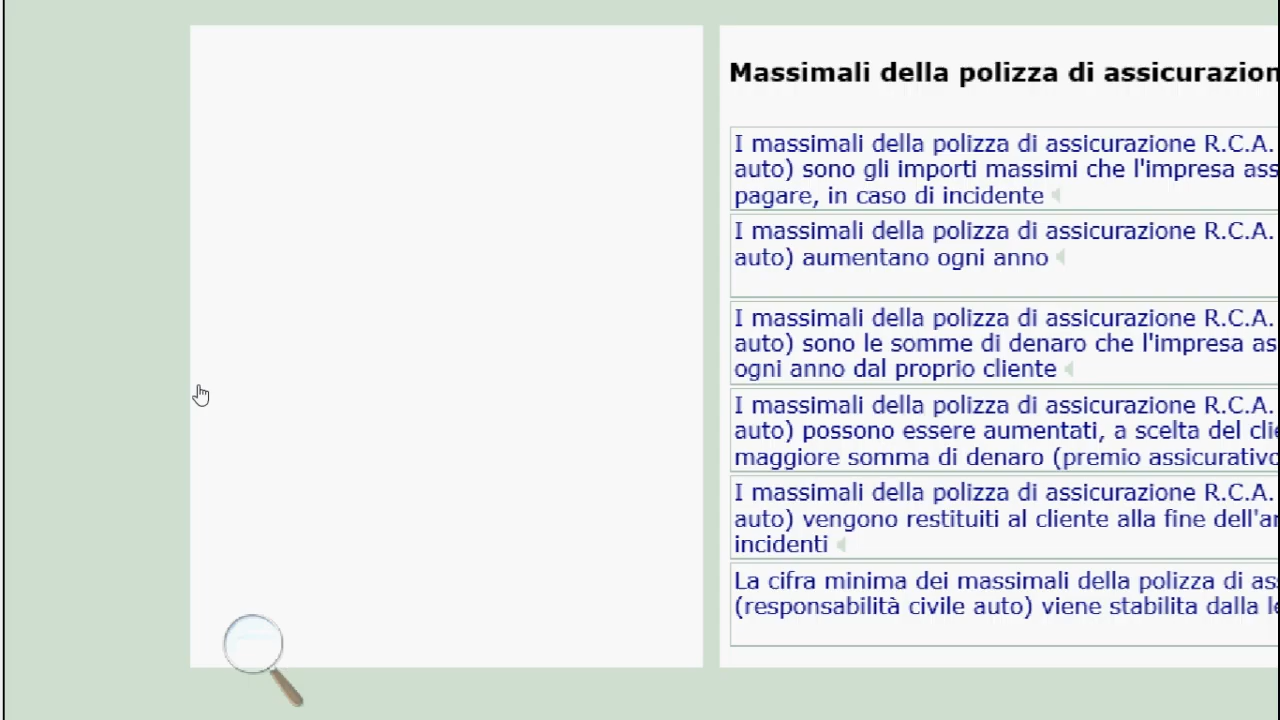 Massimali della polizza di assicurazion
I massimali della polizza di assicurazione R.C.A.
auto) sono gli importi massimi che l'impresa ass
pagare, in caso di incidente
I massimali della polizza di assicurazione R.C.A.
auto) aumentano ogni anno
I massimali della polizza di assicurazione R.C.A.
auto) sono le somme di denaro che l'impresa as
ogni anno dal proprio cliente
I massimali della polizza di assicurazione R.C.A.
auto) possono essere aumentati, a scelta del clie
maggiore somma di denaro (premio assicurativo
I massimali della polizza di assicurazione R.C.A.
auto) vengono restituiti al cliente alla fine dell'an
incidenti
La cifra minima dei massimali della polizza di as
(responsabilità civile auto) viene stabilita dalla le